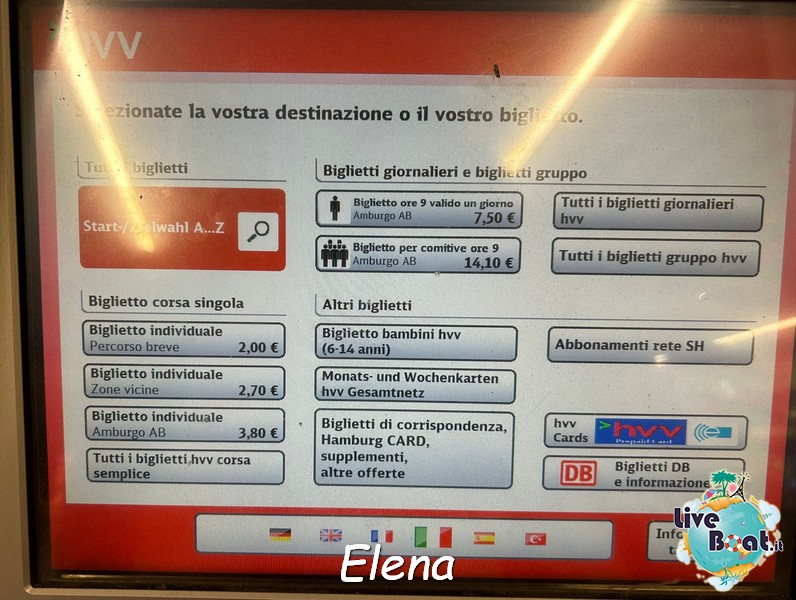 hvv
Selezionate la vostra destinazione o il vostro biglietto.
Tutti i biglietti
Start-/Zielwahl A...Z
Biglietti giornalieri e biglietti gruppo
Biglietto ore 9 valido un giorno
Amburgo AB 7,50 €
Biglietto per comitive ore 9
Amburgo AB 14,10 €
Tutti i biglietti giornalieri
hvv
Tutti i biglietti gruppo hvv
Biglietto corsa singola
Biglietto individuale
Percorso breve 2,00 €
Biglietto individuale
Zone vicine 2,70 €
Biglietto individuale
Amburgo AB 3,80 €
Tutti i biglietti hvv corsa
semplice
Altri biglietti
Biglietto bambini hvv
(6-14 anni)
Monats- und Wochenkarten
hvv Gesamtnetz
Biglietti di corrispondenza,
Hamburg CARD,
supplementi,
altre offerte
Abbonamenti rete SH
hvv
Cards
hvv
Prepaid Card
DB
Biglietti DB
e informazione
Live
Boat.it
Elena